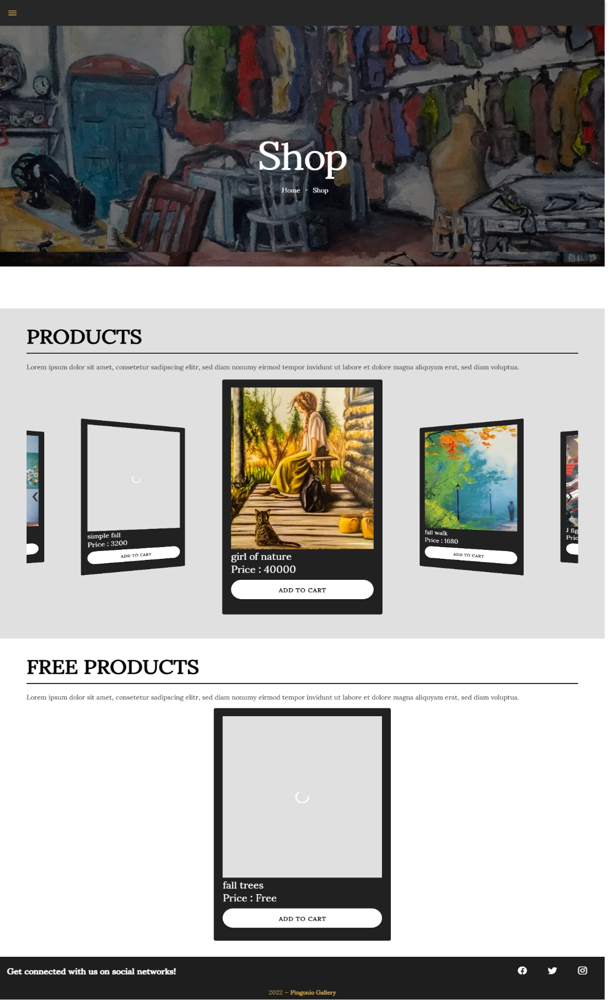 Shop
Home - Shop
PRODUCTS
Lorem ipsum dolor sit amet, consetetur sadipscing elitr, sed diam nonumy eirmod tempor invidunt ut labore et dolore magna aliquyam erat, sed diam voluptua.
simple fall
Price : 3200
ADD TO CART
girl of nature
Price : 40000
ADD TO CART
fall walk
Price : 1680
ADD TO CART
FREE PRODUCTS
Lorem ipsum dolor sit amet, consetetur sadipscing elitr, sed diam nonumy eirmod tempor invidunt ut labore et dolore magna aliquyam erat, sed diam voluptua.
fall trees
Price : Free
ADD TO CART
Get connected with us on social networks!
2022 — Pingonio Gallery